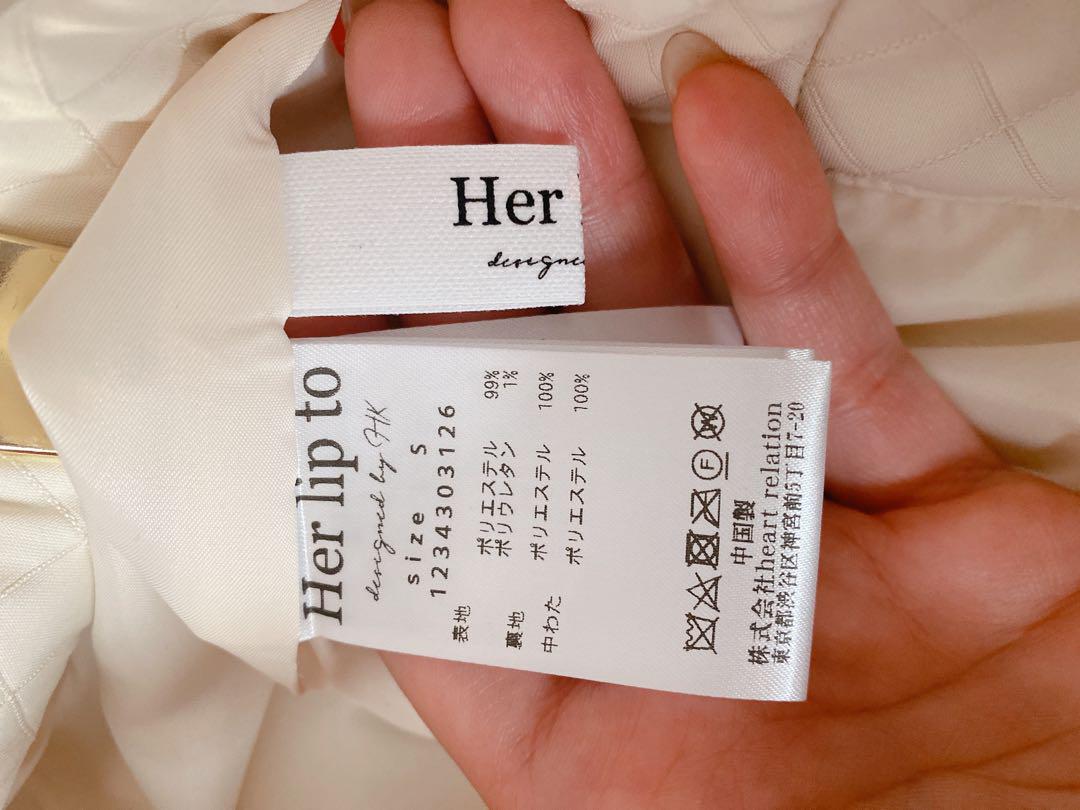 Her
designe
Her lip to
designed by HK
size S
1234303126
表地 ポリエステル 99%
ポリウレタン 1%
裏地 ポリエステル 100%
中わた ポリエステル 100%
F
中国製
株式会社heart relation
東京都渋谷区神宮前5丁目7-20